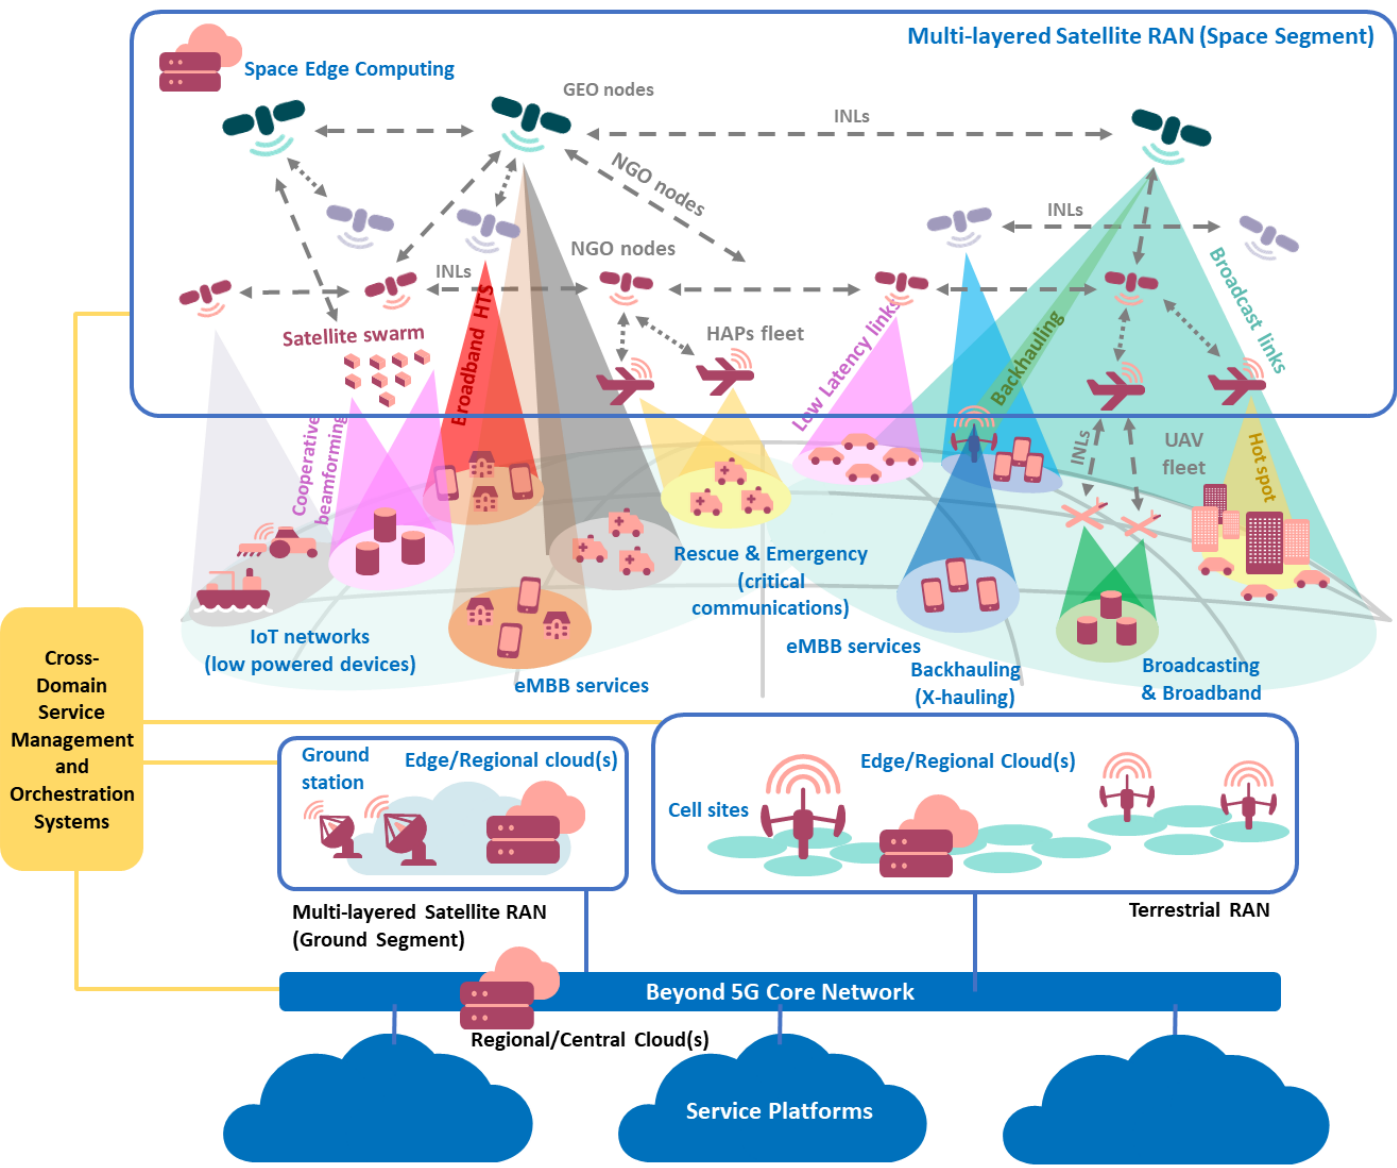 Multi-layered Satellite RAN (Space Segment)
Space Edge Computing
GEO nodes
INLs
NGO nodes
INLs
NGO nodes
INLs
Broadcast links
Satellite swarm
Broadband HTS
HAPs fleet
Low Latency links
Backhauling
Cooperative
beamforming
INLs
UAV
fleet
Hot spot
Rescue & Emergency
(critical
communications)
IoT networks
(low powered devices)
eMBB services
eMBB services
Backhauling
(X-hauling)
Broadcasting
& Broadband
Cross-
Domain
Service
Management
and
Orchestration
Systems
Ground
station
Edge/Regional cloud(s)
Cell sites
Edge/Regional Cloud(s)
Multi-layered Satellite RAN
(Ground Segment)
Terrestrial RAN
Beyond 5G Core Network
Regional/Central Cloud(s)
Service Platforms